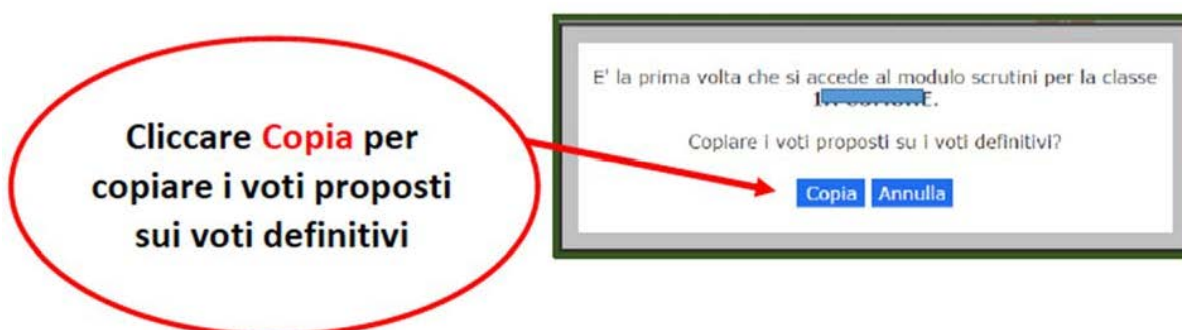 Cliccare Copia per
copiare i voti proposti
sui voti definitivi
E' la prima volta che si accede al modulo scrutini per la classe
Copiare i voti proposti su i voti definitivi?
Copia Annulla